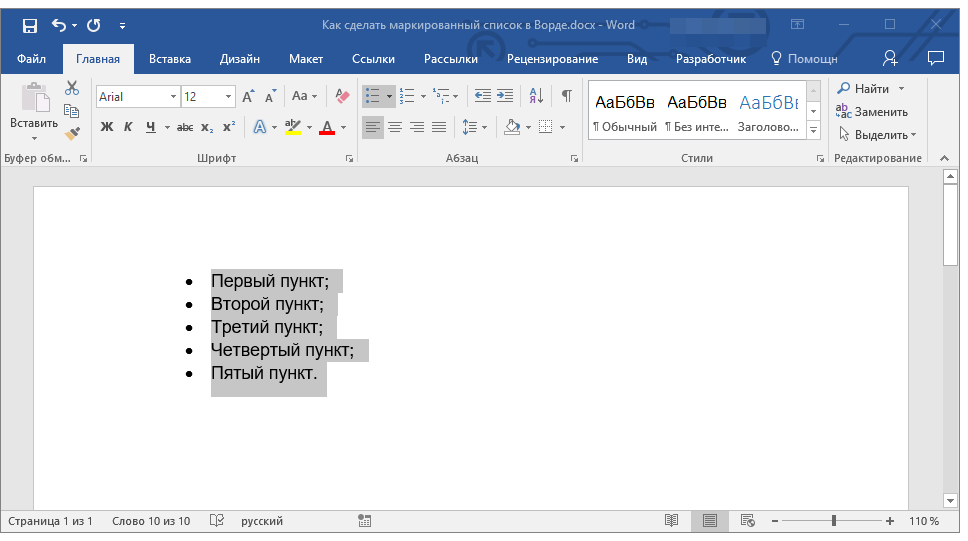 Как сделать маркированный список в Ворде.docx - Word
Файл Главная Вставка Дизайн Макет Ссылки Рассылки Рецензирование Вид Разработчик Помощн
Вставить
Arial 12 Aa
Ж К Ч abc x₂ x² A aby A
А Я ¶
АаБбВв АаБбВв АаБбВв
¶ Обычный ¶ Без инте... Заголово...
Найти
Заменить
Выделить
Буфер обм... Шрифт Абзац Стили Редактирование
• Первый пункт;
• Второй пункт;
• Третий пункт;
• Четвертый пункт;
• Пятый пункт.
Страница 1 из 1 Слово 10 из 10 русский 110 %